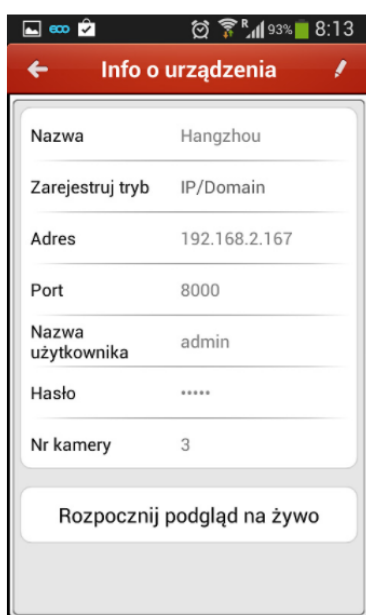 eco R 93% 8:13
Info o urządzenia
Nazwa Hangzhou
Zarejestruj tryb IP/Domain
Adres 192.168.2.167
Port 8000
Nazwa
użytkownika admin
Hasło •••••
Nr kamery 3
Rozpocznij podgląd na żywo